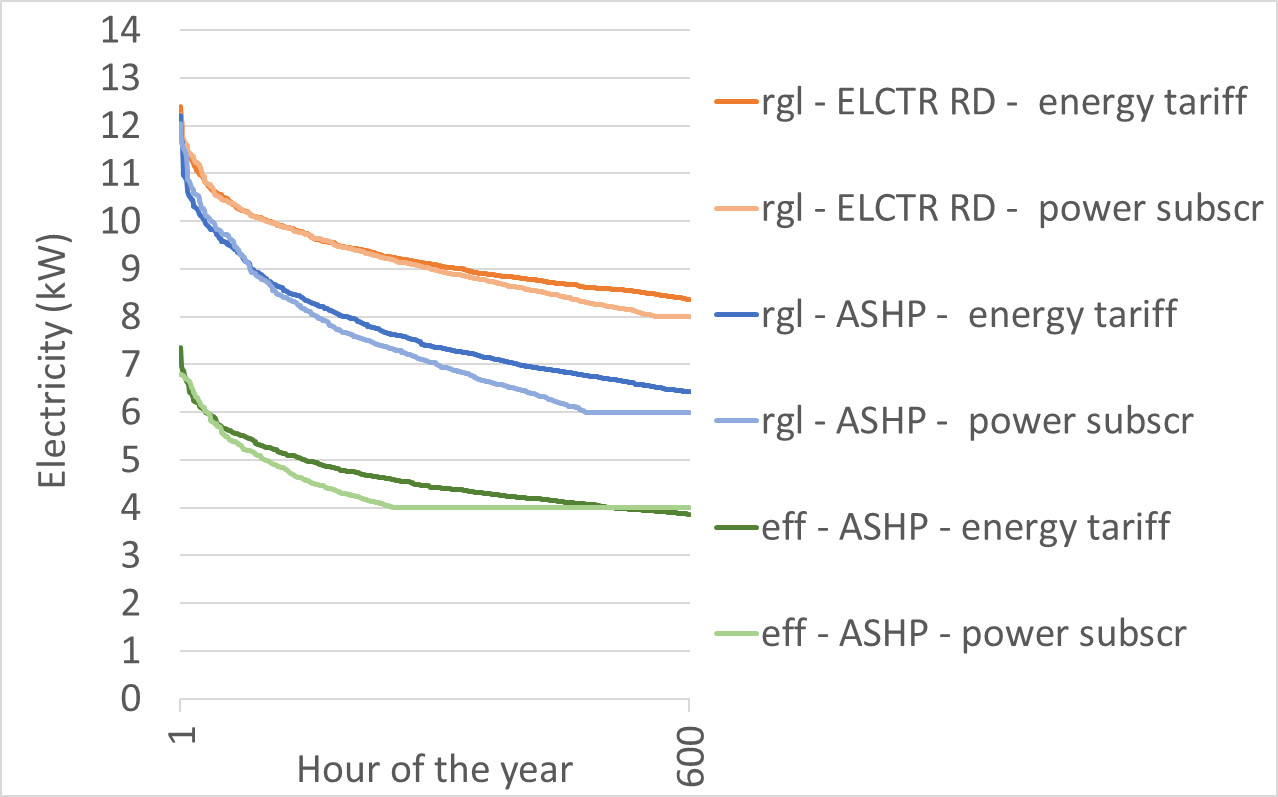 14
13
12
11
10
9
8
7
6
5
4
3
2
1
0
Electricity (kW)
1
600
Hour of the year
rgl - ELCTR RD -  energy tariff
rgl - ELCTR RD -  power subscr
rgl - ASHP -  energy tariff
rgl - ASHP -  power subscr
eff - ASHP - energy tariff
eff - ASHP - power subscr